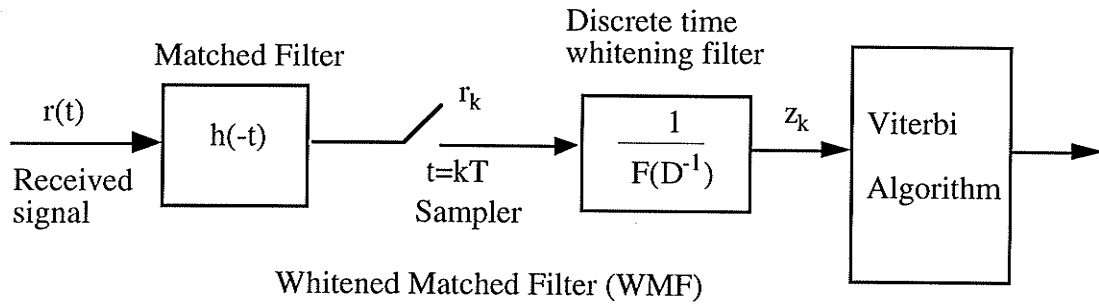 Matched Filter
Discrete time
whitening filter
r(t)
h(-t)
r_k
1
F(D^{-1})
z_k
Viterbi
Algorithm
Received
signal
t=kT
Sampler
Whitened Matched Filter (WMF)